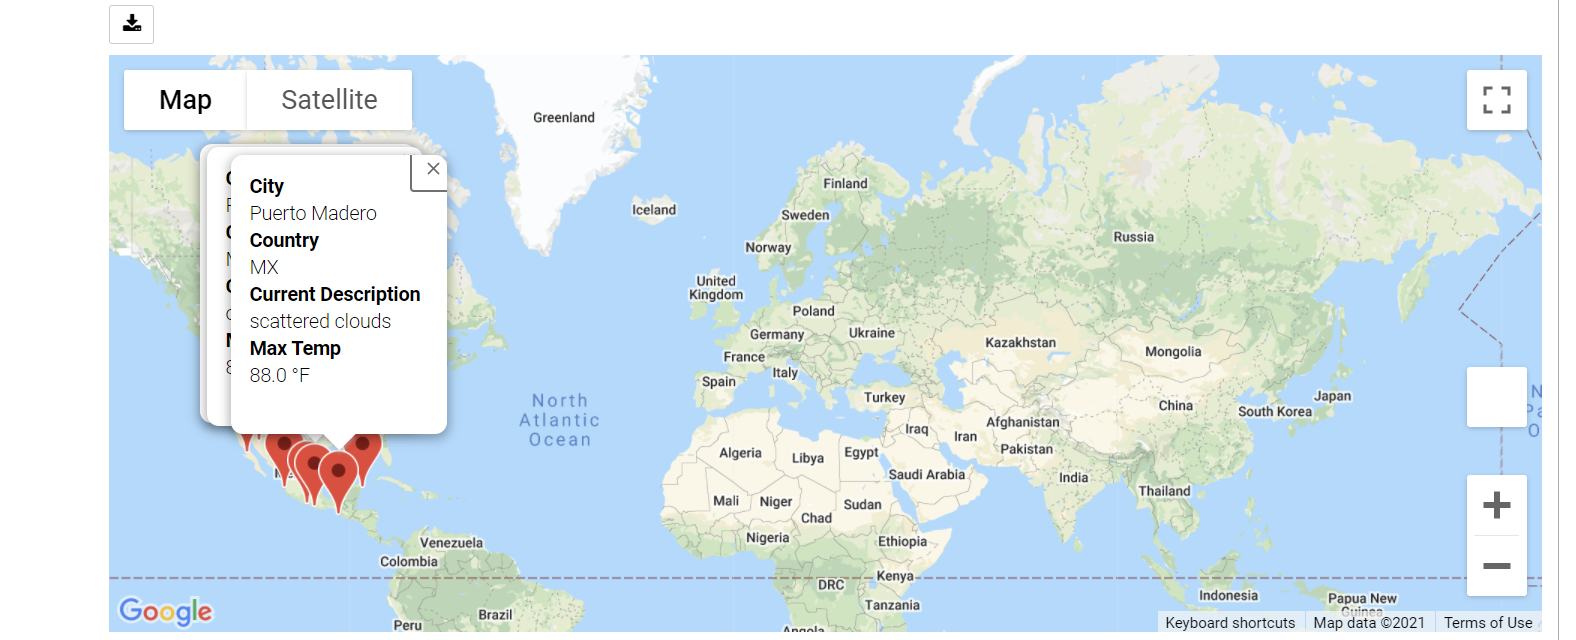 Map
Satellite
City
Puerto Madero
Country
MX
Current Description
scattered clouds
Max Temp
88.0 °F
Greenland
Iceland
Finland
Sweden
Norway
Russia
United
Kingdom
Poland
Germany
Ukraine
France
Kazakhstan
Mongolia
Italy
Spain
Turkey
North
Atlantic
Ocean
China
South Korea
Japan
Iraq
Iran
Afghanistan
Pakistan
Algeria
Libya
Egypt
Saudi Arabia
India
Thailand
Mali
Niger
Sudan
Chad
Nigeria
Ethiopia
Venezuela
Colombia
DRC
Kenya
Tanzania
Indonesia
Papua New
Guinea
Brazil
Peru
Angola
Google
Keyboard shortcuts
Map data ©2021
Terms of Use